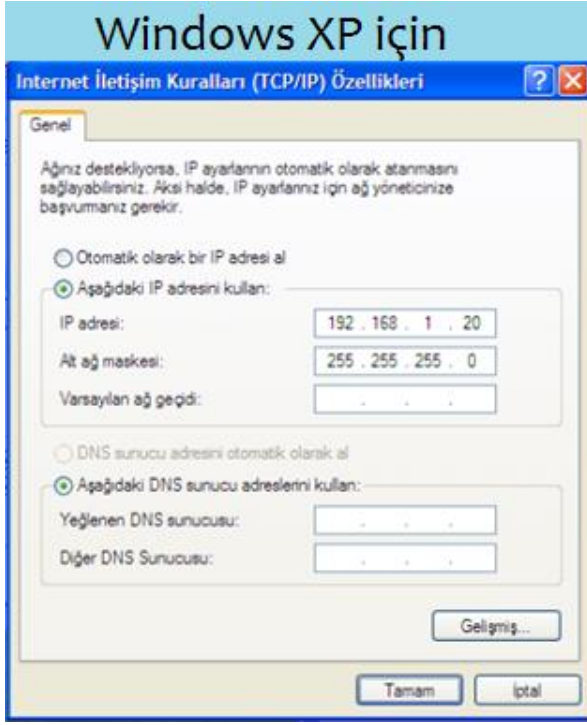 Windows XP için
Internet İletişim Kuralları (TCP/IP) Özellikleri
Genel
Ağınız destekliyorsa, IP ayarlarının otomatik olarak atanmasını
sağlayabilirsiniz. Aksi halde, IP ayarlarınız için ağ yöneticinize
başvurmanız gerekir.
Otomatik olarak bir IP adresi al
Aşağıdaki IP adresini kullan:
IP adresi: 192 . 168 . 1 . 20
Alt ağ maskesi: 255 . 255 . 255 . 0
Varsayılan ağ geçidi: . . .
DNS sunucu adresini otomatik olarak al
Aşağıdaki DNS sunucu adreslerini kullan:
Yeğlenen DNS sunucusu: . . .
Diğer DNS Sunucusu: . . .
Gelişmiş...
Tamam İptal